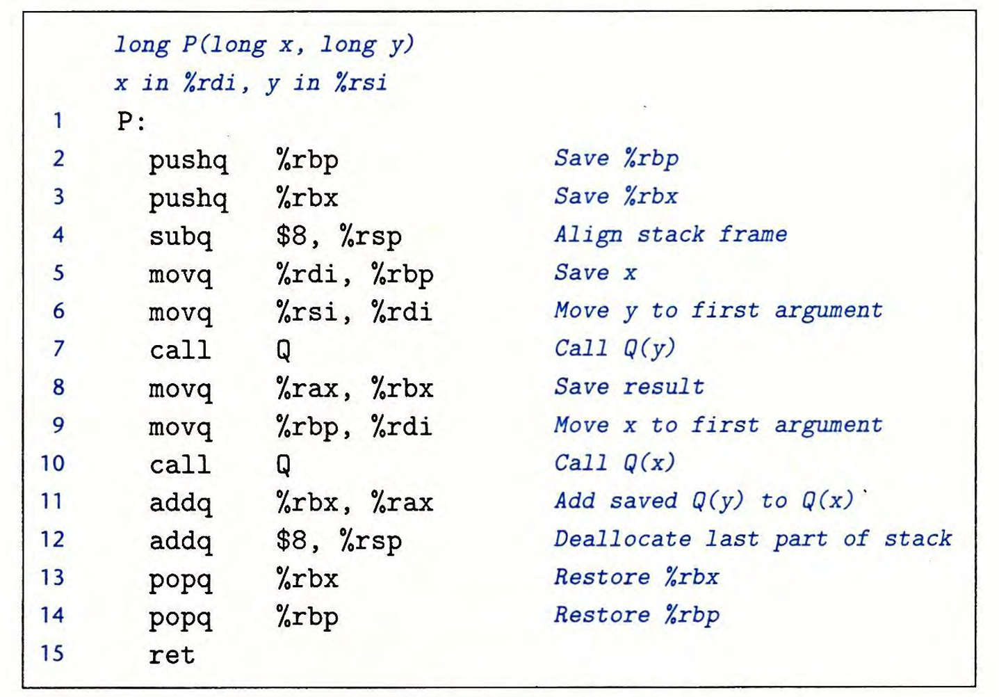 long P(long x, long y)
x in %rdi, y in %rsi
1 P:
2 pushq %rbp Save %rbp
3 pushq %rbx Save %rbx
4 subq $8, %rsp Align stack frame
5 movq %rdi, %rbp Save x
6 movq %rsi, %rdi Move y to first argument
7 call Q Call Q(y)
8 movq %rax, %rbx Save result
9 movq %rbp, %rdi Move x to first argument
10 call Q Call Q(x)
11 addq %rbx, %rax Add saved Q(y) to Q(x)
12 addq $8, %rsp Deallocate last part of stack
13 popq %rbx Restore %rbx
14 popq %rbp Restore %rbp
15 ret